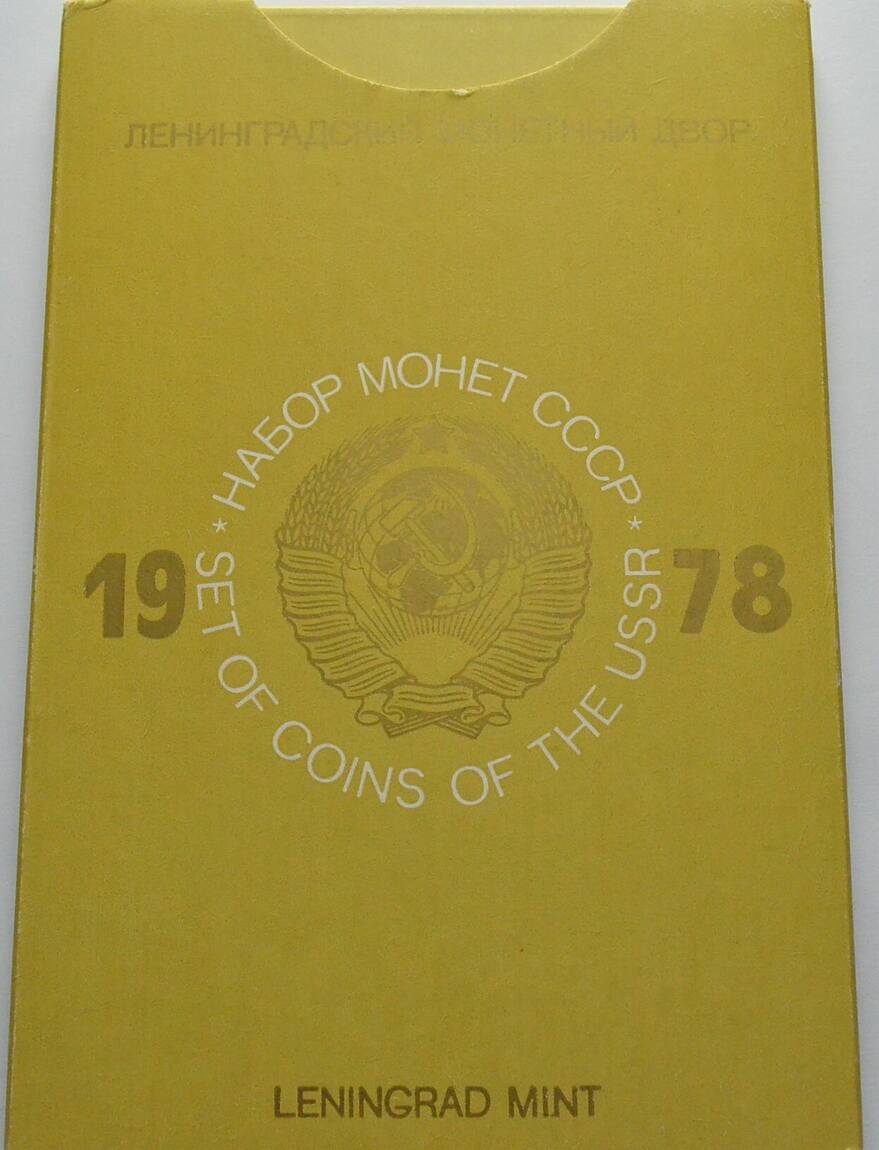 ЛЕНИНГРАДСКИЙ МОНЕТНЫЙ ДВОР
* НАБОР МОНЕТ СССР *
19 78
SET OF COINS OF THE USSR
LENINGRAD MINT